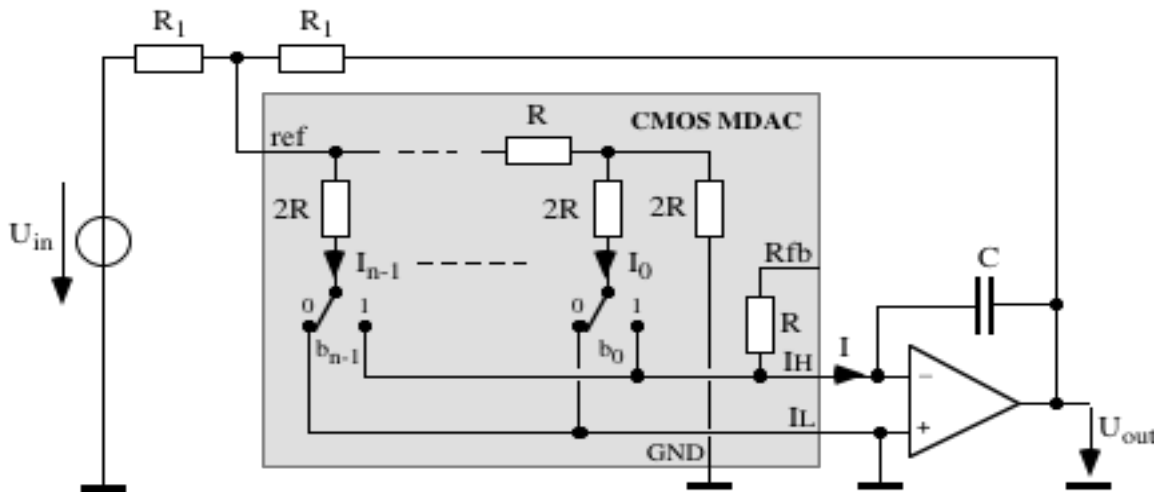 R1 R1
CMOS MDAC
R
ref
2R 2R 2R
Uin
Rfb
C
In-1 I0
0 1 0 1
R
I
bn-1 b0
IH
−
IL
+
GND
Uout